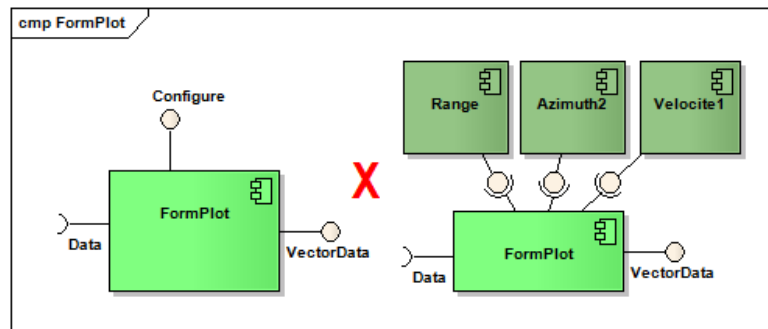 cmp FormPlot
Configure
FormPlot
Data
VectorData
X
Range
Azimuth2
Velocite1
FormPlot
Data
VectorData